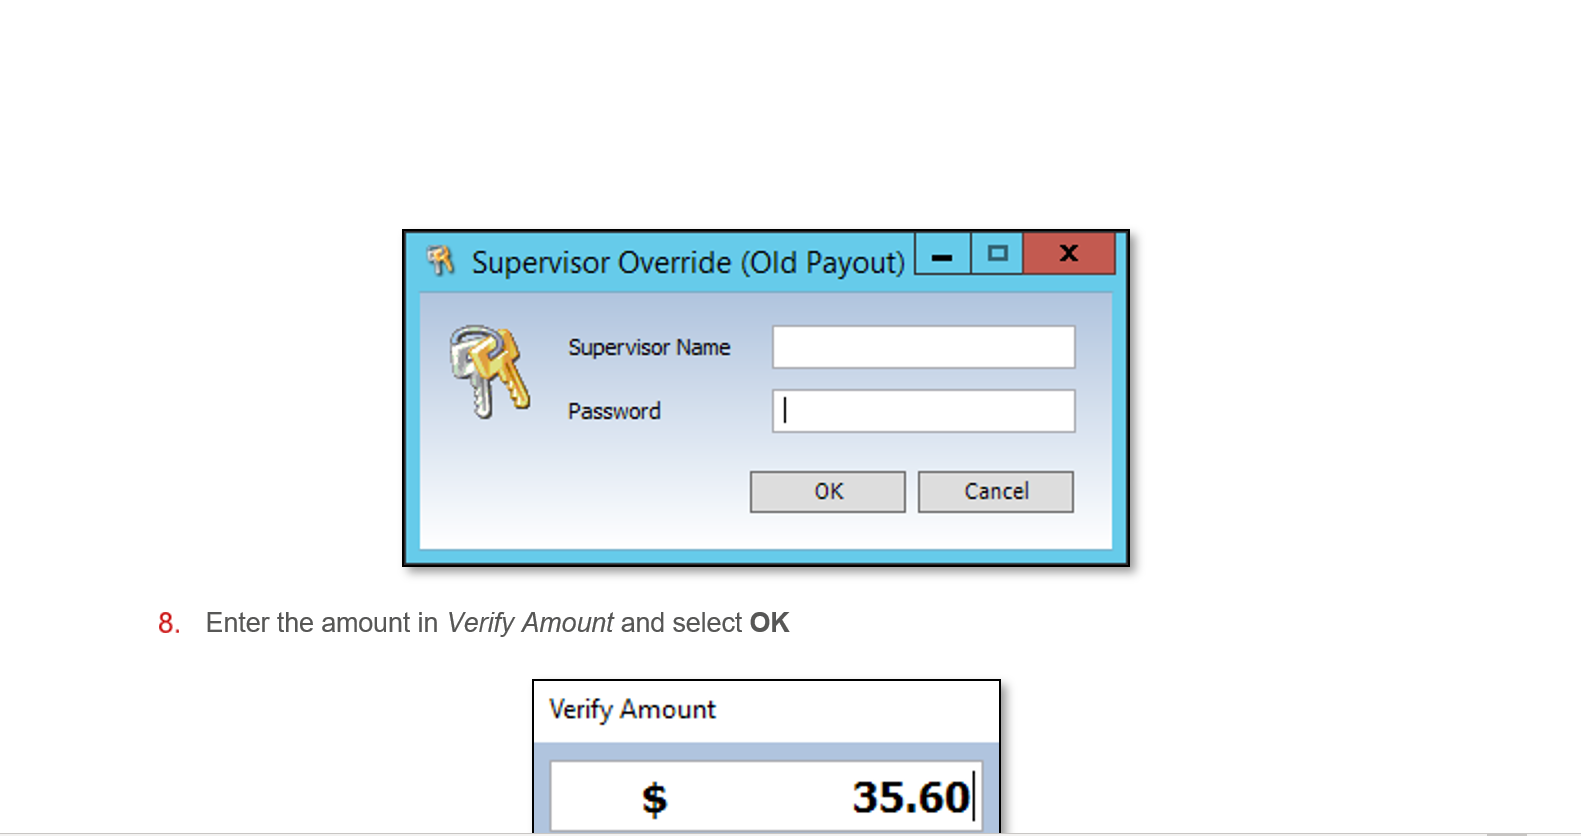 Supervisor Override (Old Payout)
Supervisor Name
Password
OK
Cancel
8. Enter the amount in Verify Amount and select OK
Verify Amount
$ 35.60